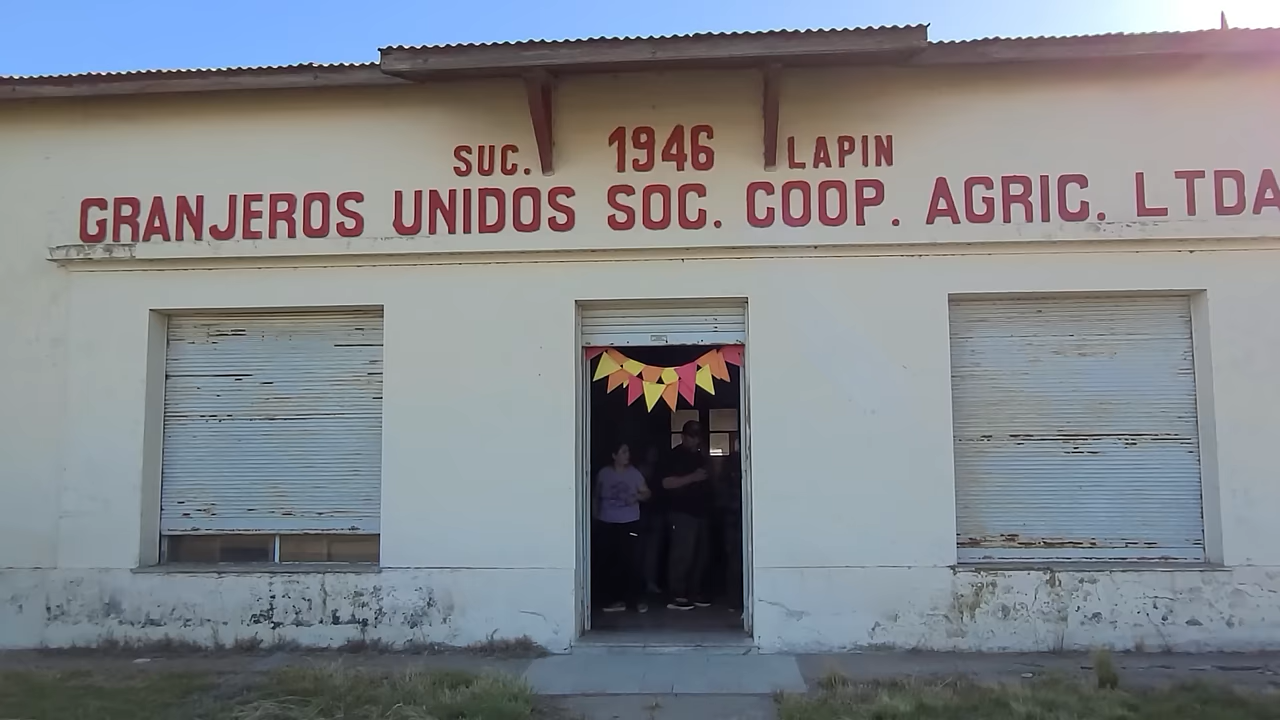 SUC. 1946 LAPIN
GRANJEROS UNIDOS SOC. COOP. AGRIC. LTDA